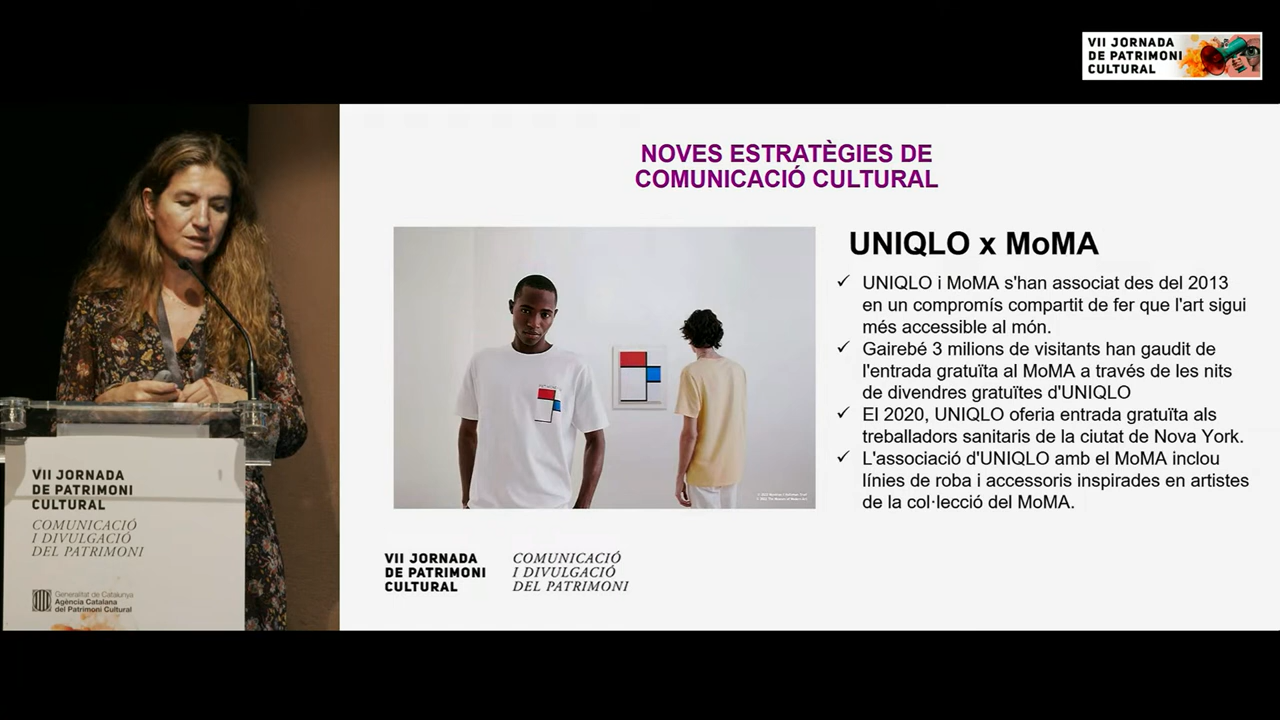 VII JORNADA
DE PATRIMONI
CULTURAL
NOVES ESTRATÈGIES DE
COMUNICACIÓ CULTURAL
UNIQLO x MoMA
✓ UNIQLO i MoMA s'han associat des del 2013
en un compromís compartit de fer que l'art sigui
més accessible al món.
✓ Gairebé 3 milions de visitants han gaudit de
l'entrada gratuïta al MoMA a través de les nits
de divendres gratuïtes d'UNIQLO
✓ El 2020, UNIQLO oferia entrada gratuïta als
treballadors sanitaris de la ciutat de Nova York.
✓ L'associació d'UNIQLO amb el MoMA inclou
línies de roba i accessoris inspirades en artistes
de la col·lecció del MoMA.
VII JORNADA
DE PATRIMONI
CULTURAL
COMUNICACIÓ
I DIVULGACIÓ
DEL PATRIMONI
VII JORNADA
DE PATRIMONI
CULTURAL
COMUNICACIÓ
I DIVULGACIÓ
DEL PATRIMONI
Generalitat de Catalunya
Agència Catalana
del Patrimoni Cultural